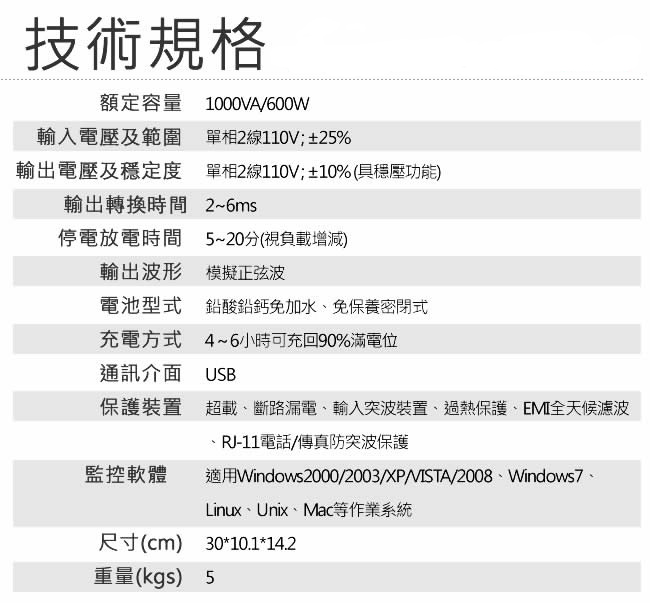 技術規格
額定容量 1000VA/600W
輸入電壓及範圍 單相2線110V; ±25%
輸出電壓及穩定度 單相2線110V; ±10%(具穩壓功能)
輸出轉換時間 2~6ms
停電放電時間 5~20分(視負載增減)
輸出波形 模擬正弦波
電池型式 鉛酸鉛鈣免加水、免保養密閉式
充電方式 4~6小時可充回90%滿電位
通訊介面 USB
保護裝置 超載、斷路漏電、輸入突波裝置、過熱保護、EMI全天候濾波
、RJ-11電話/傳真防突波保護
監控軟體 適用Windows2000/2003/XP/VISTA/2008、Windows7、
Linux、Unix、Mac等作業系統
尺寸(cm) 30*10.1*14.2
重量(kgs) 5